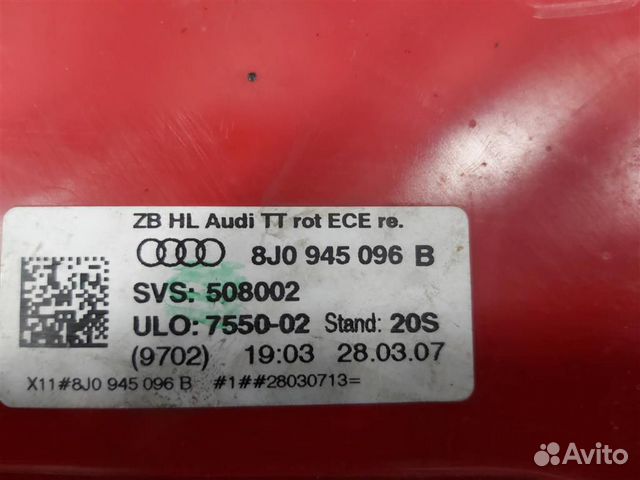 ZB HL Audi TT rot ECE re.
8J0 945 096 B
SVS: 508002
ULO: 7550-02 Stand: 20S
(9702) 19:03 28.03.07
X11#8J0 945 096 B #1##28030713=
Avito